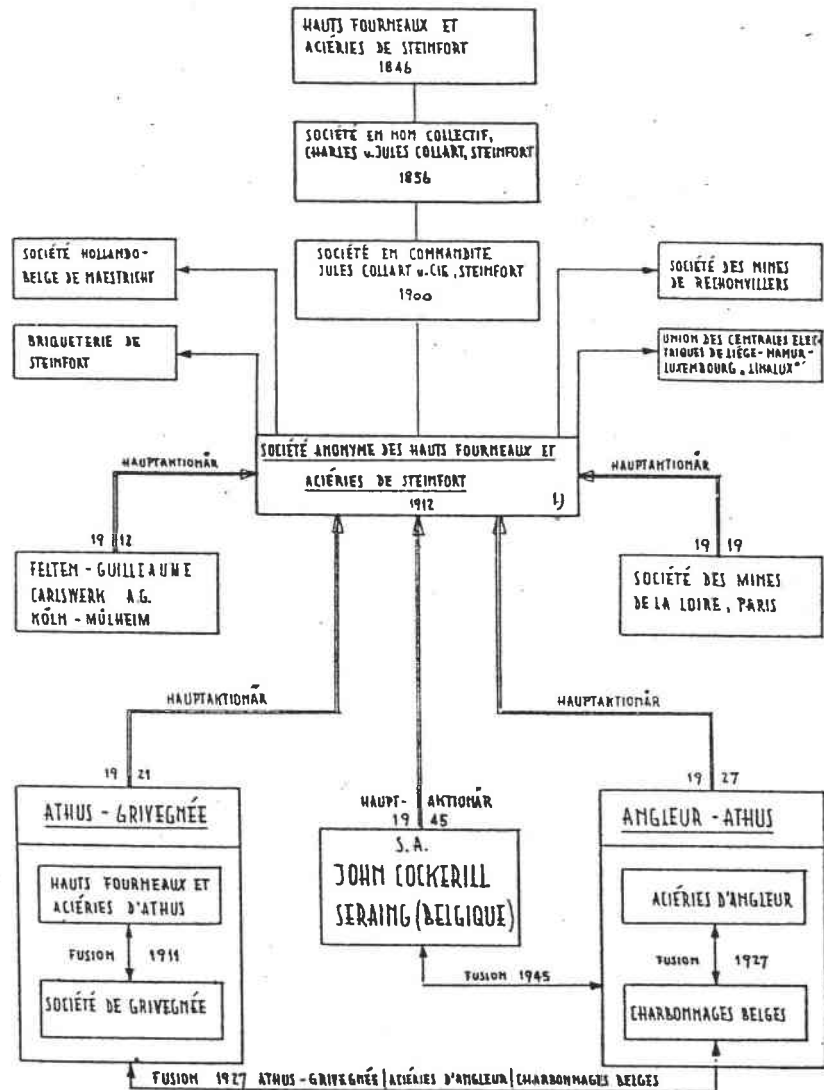 HAUTS FOURNEAUX ET
ACIÉRIES DE STEINFORT
1846
SOCIÉTÉ EN NOM COLLECTIF,
CHARLES u. JULES COLLART, STEINFORT
1856
SOCIÉTÉ EN COMMANDITE
JULES COLLART u. CIE, STEINFORT
1900
SOCIÉTÉ HOLLANDO-
BELGE DE MAESTRICHT
BRIQUETERIE DE
STEINFORT
SOCIÉTÉ DES MINES
DE RECHONVILLERS
UNION DES CENTRALES ELEC-
TRIQUES DE LIÉGE-NAMUR-
LUXEMBOURG „LINALUX"
SOCIÉTÉ ANONYME DES HAUTS FOURNEAUX ET
ACIÉRIES DE STEINFORT
1912 1)
HAUPTAKTIONÄR
19 12
FELTEN-GUILLEAUME
CARLSWERK A.G.
KÖLN-MÜLHEIM
HAUPTAKTIONÄR
19 19
SOCIÉTÉ DES MINES
DE LA LOIRE, PARIS
HAUPTAKTIONÄR
19 21
ATHUS-GRIVEGNÉE
HAUTS FOURNEAUX ET
ACIÉRIES D'ATHUS
FUSION 1911
SOCIÉTÉ DE GRIVEGNÉE
HAUPT-AKTIONÄR
19 45
S.A.
JOHN COCKERILL
SERAING (BELGIQUE)
FUSION 1945
HAUPTAKTIONÄR
19 27
ANGLEUR-ATHUS
ACIÉRIES D'ANGLEUR
FUSION 1927
CHARBONNAGES BELGES
FUSION 1927 ATHUS-GRIVEGNÉE|ACIÉRIES D'ANGLEUR|CHARBONNAGES BELGES